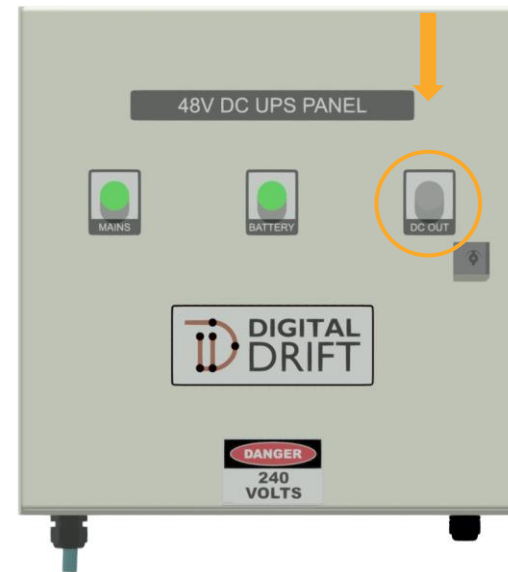 48V DC UPS PANEL
MAINS
BATTERY
DC OUT
DIGITAL
DRIFT
DANGER
240
VOLTS